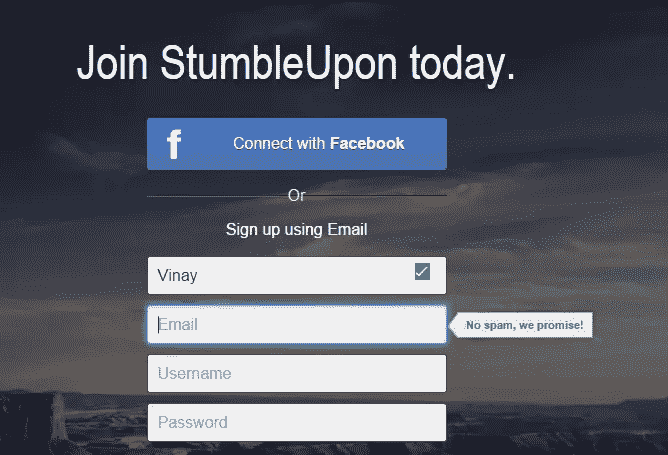 Join StumbleUpon today.
f Connect with Facebook
Or
Sign up using Email
Vinay
Email
No spam, we promise!
Username
Password